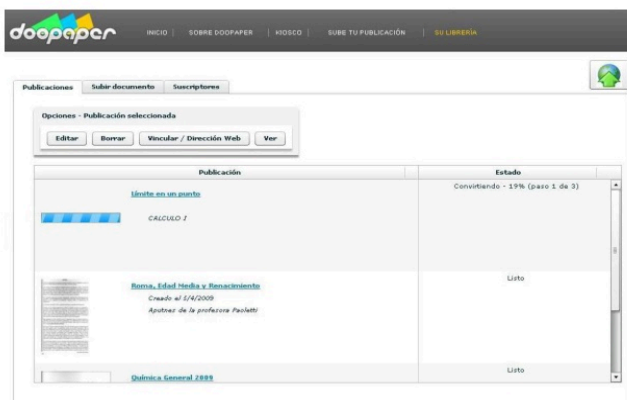 doopaper
INICIO | SOBRE DOOPAPER | KIOSCO | SUBE TU PUBLICACIÓN | SU LIBRERÍA
Publicaciones Subir documento Suscriptores
Opciones - Publicación seleccionada
Editar Borrar Vincular / Dirección Web Ver
Publicación Estado
Límite en un punto Convirtiendo - 19% (paso 1 de 3)
CALCULO I
Roma, Edad Media y Renacimiento Listo
Creado el 1/4/2009
Aputnes de la profesora Paoletti
Química General 2009 Listo